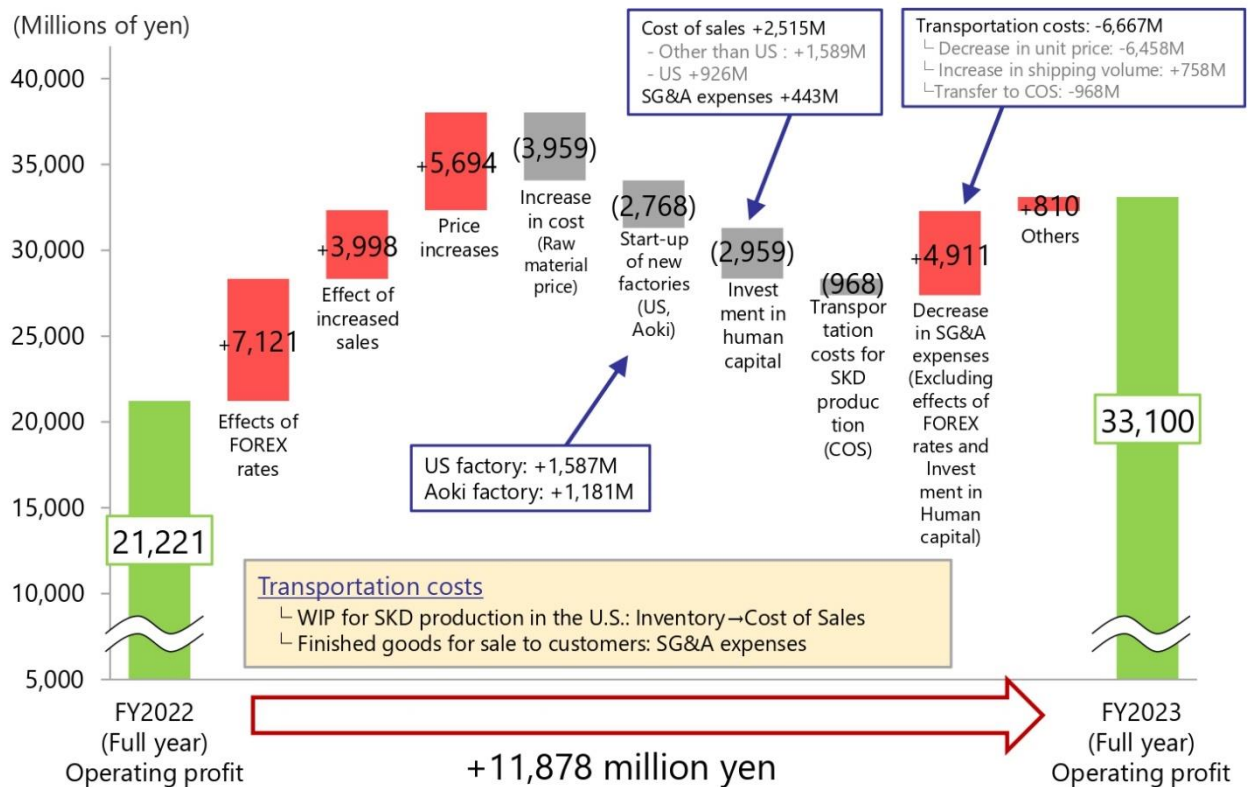 (Millions of yen)
40,000
35,000
30,000
25,000
20,000
15,000
10,000
5,000
21,221
FY2022
(Full year)
Operating profit
+7,121
Effects of
FOREX
rates
+3,998
Effect of
increased
sales
+5,694
Price
increases
(3,959)
Increase
in cost
(Raw
material
price)
(2,768)
Start-up
of new
factories
(US,
Aoki)
US factory: +1,587M
Aoki factory: +1,181M
Cost of sales +2,515M
- Other than US : +1,589M
- US +926M
SG&A expenses +443M
(2,959)
Invest
ment in
human
capital
(968)
Transpor
tation
costs for
SKD
produc
tion
(COS)
Transportation costs: -6,667M
└ Decrease in unit price: -6,458M
└ Increase in shipping volume: +758M
└Transfer to COS: -968M
+4,911
Decrease
in SG&A
expenses
(Excluding
effects of
FOREX
rates and
Invest
ment in
Human
capital)
+810
Others
33,100
FY2023
(Full year)
Operating profit
Transportation costs
└ WIP for SKD production in the U.S.: Inventory→Cost of Sales
└ Finished goods for sale to customers: SG&A expenses
+11,878 million yen